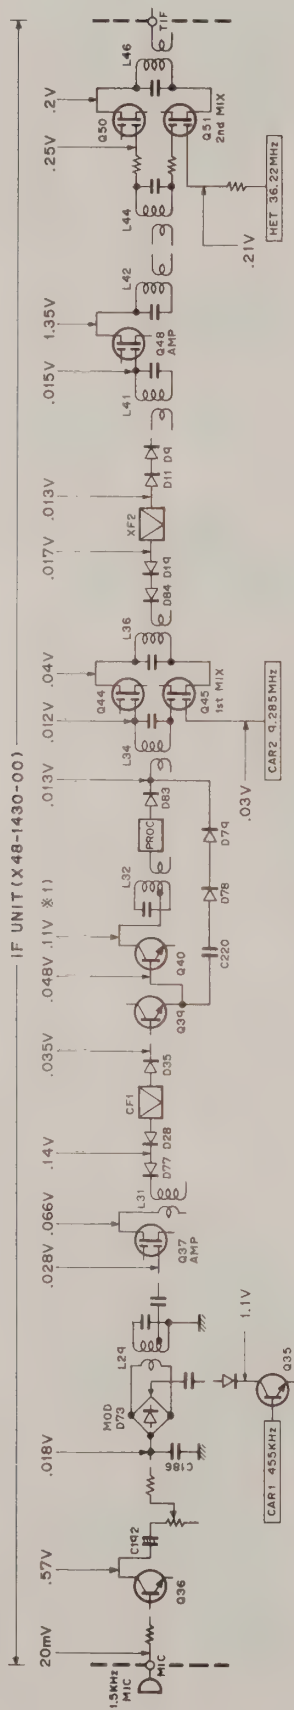 IF UNIT (X48-1430-00)
20mV
.57V
.018V
.028V
.066V
.14V
.035V
.048V
.11V ※1)
.013V
.012V
.04V
.017V
.013V
.015V
1.35V
.25V
.2V
1.5KHz
MIC
MIC
Q36
C192
C186
MOD
D73
L29
Q37
AMP
L31
D77
D28
CF1
D35
Q39
Q40
L32
PROC
D83
L34
Q44
Q45
1st MIX
L36
D84
D19
XF2
D11
D9
L41
Q48
AMP
L42
L44
Q50
Q51
2nd MIX
L46
TIF
C220
D78
D79
CAR1 455KHz
Q35
1.1V
.03V
CAR2 9.285MHz
.21V
HET 36.22MHz